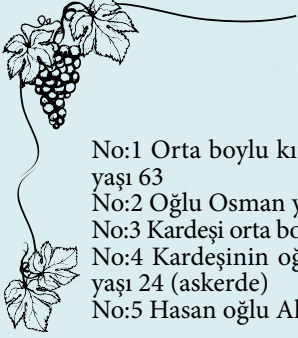 No:1 Orta boylu
yaşı 63
No:2 Oğlu Osman
No:3 Kardeşi orta
No:4 Kardeşinin
yaşı 24 (askerde)
No:5 Hasan oğlu